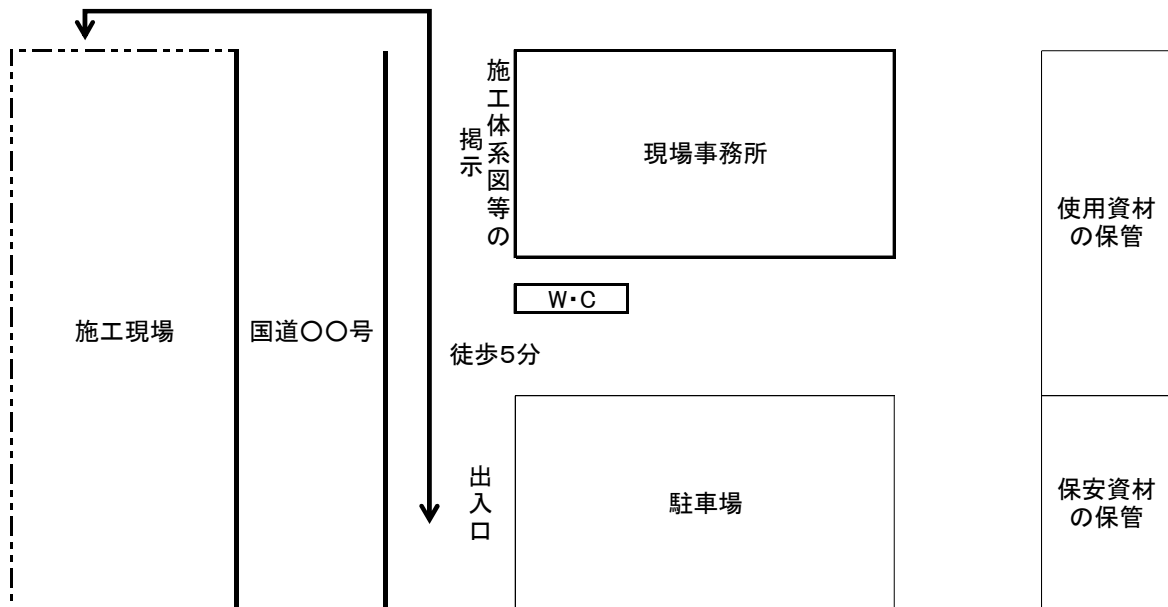 施工体系図等の
掲示
現場事務所
使用資材
の保管
W・C
施工現場
国道〇〇号
徒歩5分
出入口
駐車場
保安資材
の保管